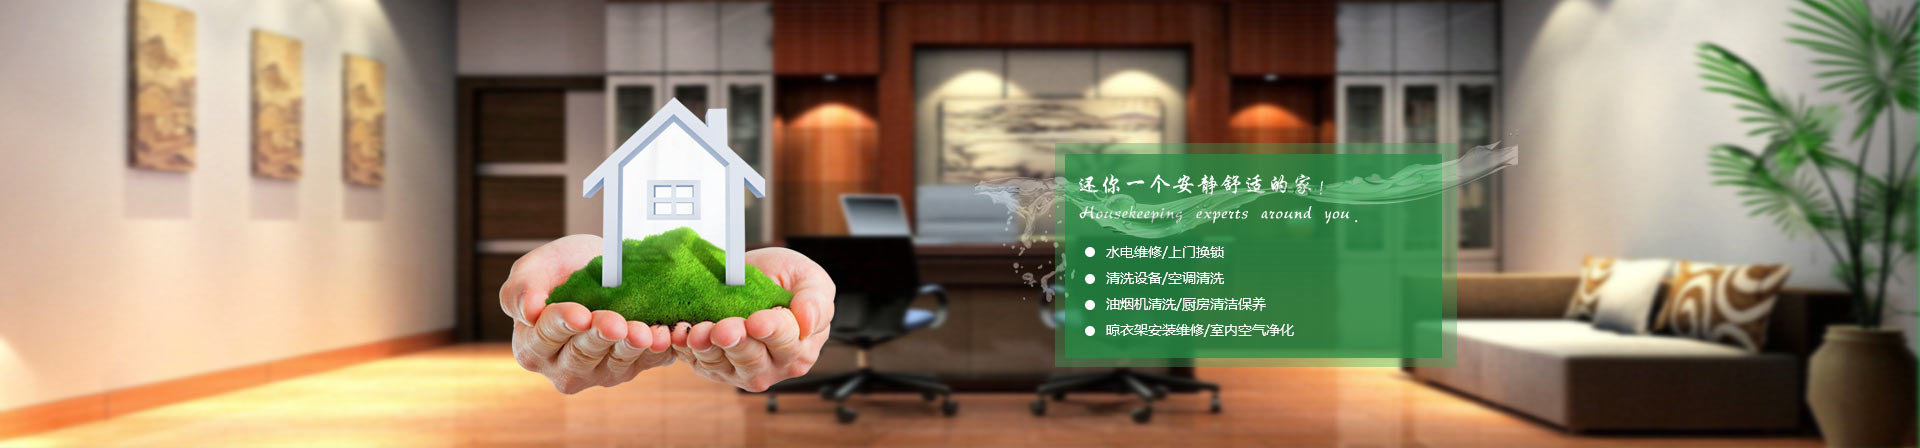 还你一个安静舒适的家!
Housekeeping experts around you.
水电维修/上门换锁
清洗设备/空调清洗
油烟机清洗/厨房清洁保养
晾衣架安装维修/室内空气净化